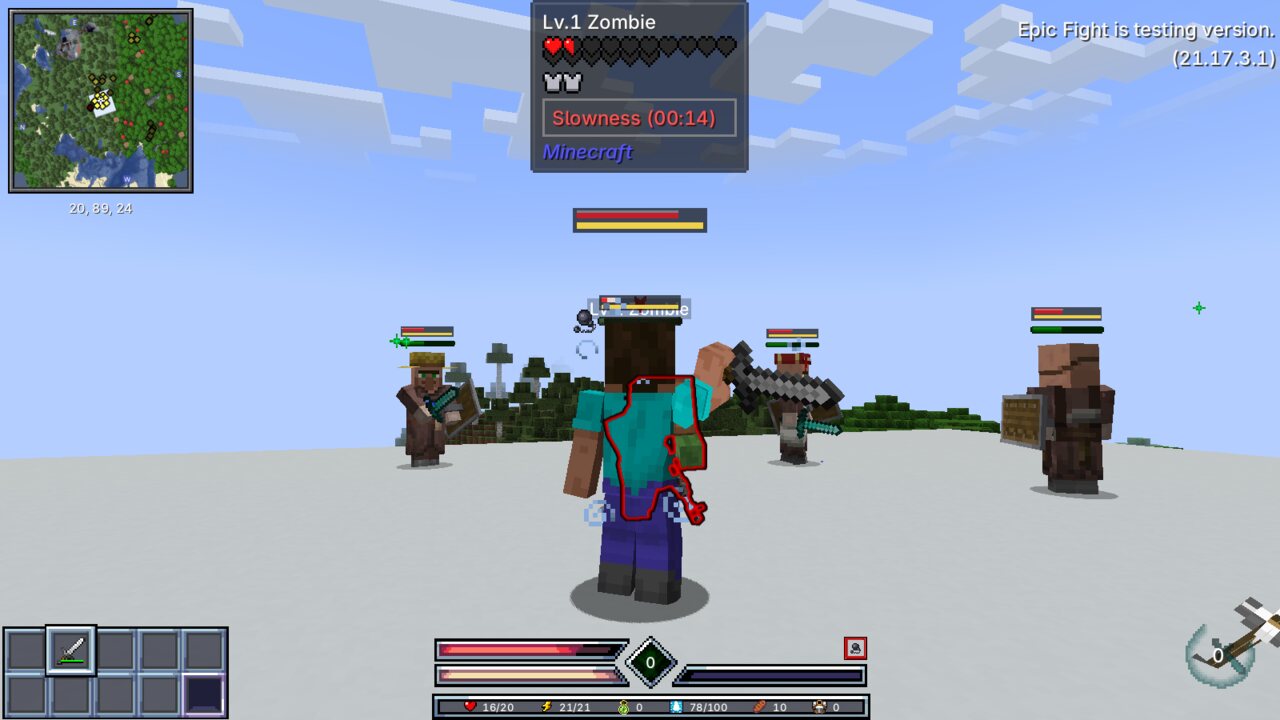 Lv.1 Zombie
Slowness (00:14)
Minecraft
Epic Fight is testing version.
(21.17.3.1)
E
S
N
W
20, 89, 24
Zombie
0
0
16/20
21/21
0
78/100
10
0